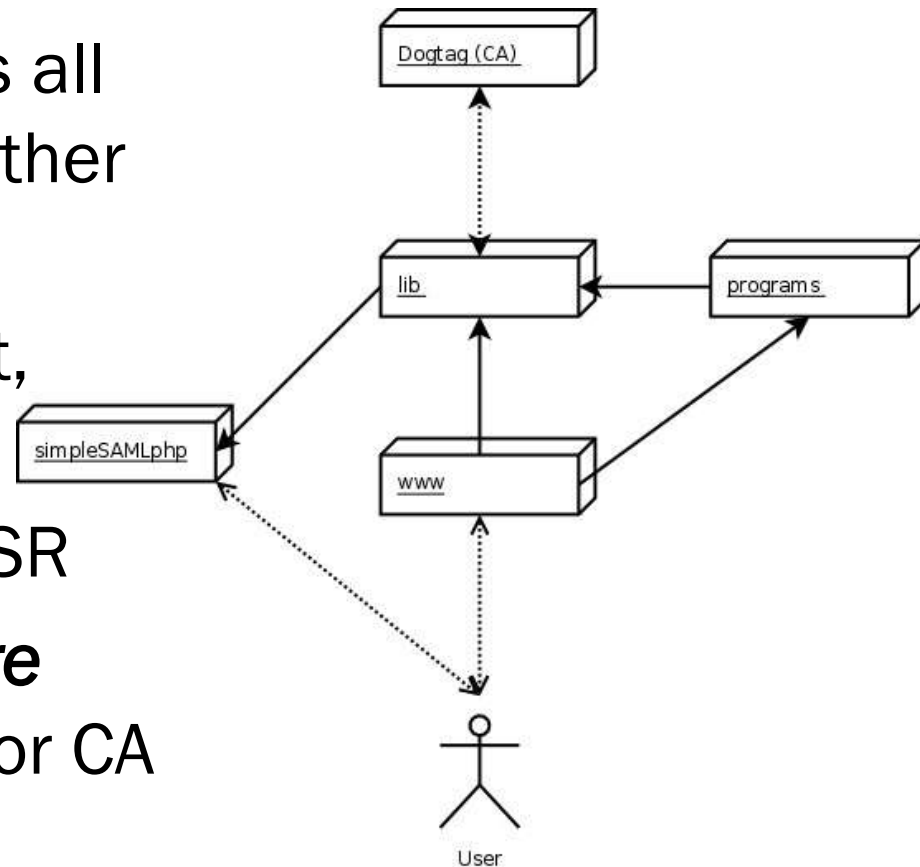 s all
ther
t,
SR
re
or CA
Dogtag (CA)
lib
programs
simpleSAMLphp
www
User